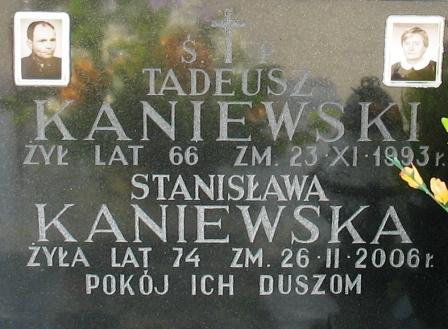 Ś. P.
TADEUSZ
KANIEWSKI
ŻYŁ LAT 66 ZM. 23·XI·1993 r.
STANISŁAWA
KANIEWSKA
ŻYŁA LAT 74 ZM. 26·II·2006 r.
POKÓJ ICH DUSZOM